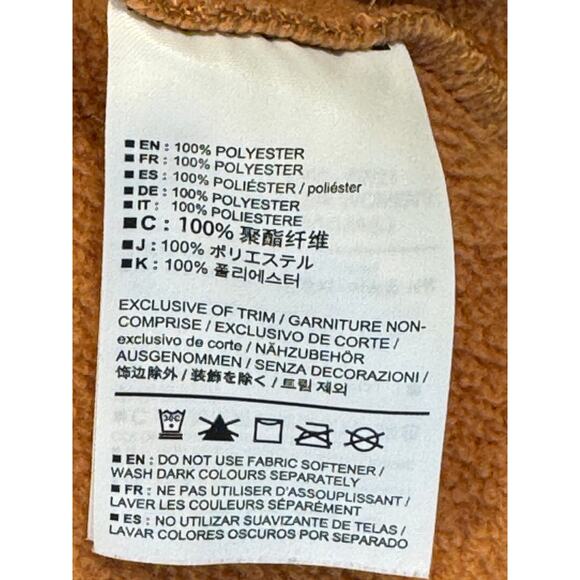 ■ EN : 100% POLYESTER
■ FR : 100% POLYESTER
■ ES : 100% POLIÉSTER / poliéster
■ DE : 100% POLYESTER
■ IT : 100% POLIESTERE
■ C : 100% 聚酯纤维
■ J : 100% ポリエステル
■ K : 100% 폴리에스터
EXCLUSIVE OF TRIM / GARNITURE NON-
COMPRISE / EXCLUSIVO DE CORTE /
exclusivo de corte / NÄHZUBEHÖR
AUSGENOMMEN / SENZA DECORAZIONI /
饰边除外 / 装飾を除く / 트림 제외
30C
■ EN : DO NOT USE FABRIC SOFTENER /
WASH DARK COLOURS SEPARATELY
■ FR : NE PAS UTILISER D'ASSOUPLISSANT /
LAVER LES COULEURS SÉPARÉMENT
■ ES : NO UTILIZAR SUAVIZANTE DE TELAS /
LAVAR COLORES OSCUROS POR SEPARADO